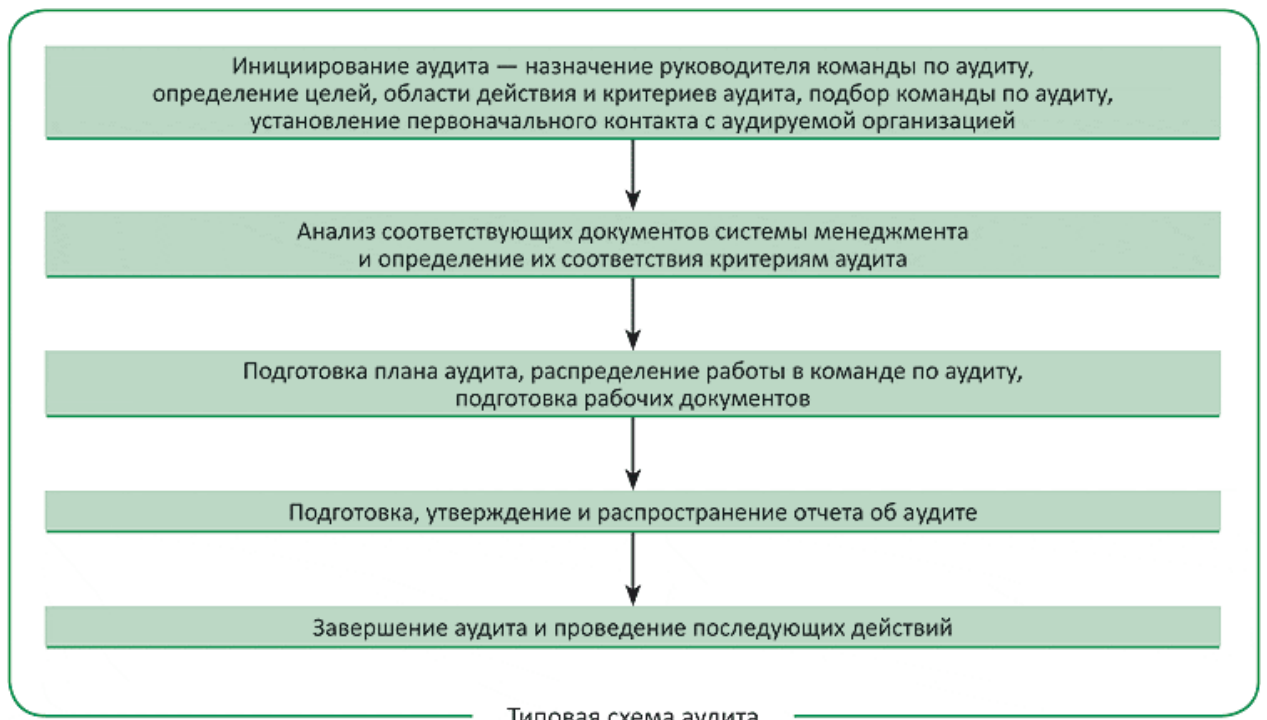 Инициирование аудита — назначение руководителя команды по аудиту,
определение целей, области действия и критериев аудита, подбор команды по аудиту,
установление первоначального контакта с аудируемой организацией
Анализ соответствующих документов системы менеджмента
и определение их соответствия критериям аудита
Подготовка плана аудита, распределение работы в команде по аудиту,
подготовка рабочих документов
Подготовка, утверждение и распространение отчета об аудите
Завершение аудита и проведение последующих действий
Типовая схема аудита